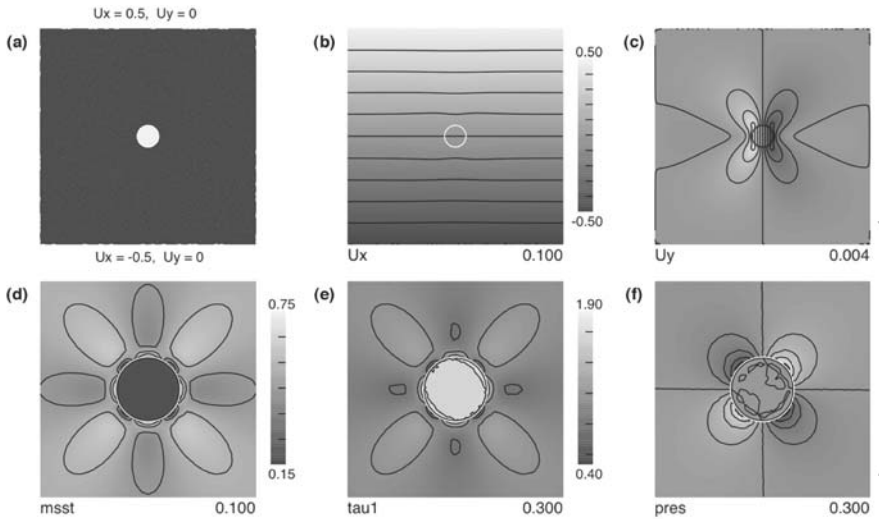 Ux = 0.5, Uy = 0
(a)
(b)
0.50
(c)
-0.50
Ux = -0.5, Uy = 0
Ux
0.100
Uy
0.004
(d)
0.75
(e)
1.90
(f)
0.15
0.40
msst
0.100
tau1
0.300
pres
0.300